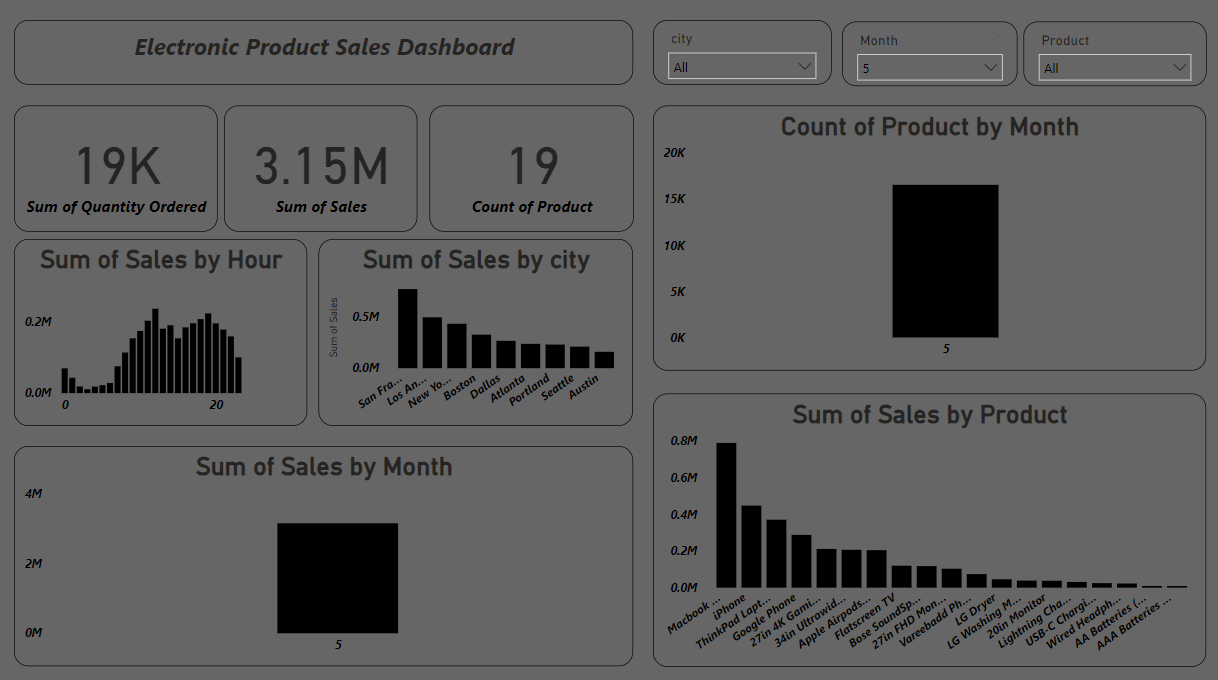 Electronic Product Sales Dashboard
city
All
Month
5
Product
All
19K
Sum of Quantity Ordered
3.15M
Sum of Sales
19
Count of Product
Count of Product by Month
20K
15K
10K
5K
0K
5
Sum of Sales by Hour
0.2M
0.0M
0
20
Sum of Sales by city
Sum of Sales
0.5M
0.0M
San Fra...
Los An...
New Yo...
Boston
Dallas
Atlanta
Portland
Seattle
Austin
Sum of Sales by Month
4M
2M
0M
5
Sum of Sales by Product
0.8M
0.6M
0.4M
0.2M
0.0M
Macbook ...
iPhone
ThinkPad Lapt...
Google Phone
27in 4K Gami...
34in Ultrawid...
Apple Airpods...
Flatscreen TV
Bose SoundSp...
27in FHD Mon...
Vareebadd Ph...
LG Dryer
LG Washing M...
20in Monitor
Lightning Cha...
USB-C Chargi...
Wired Headph...
AA Batteries (...
AAA Batteries ...